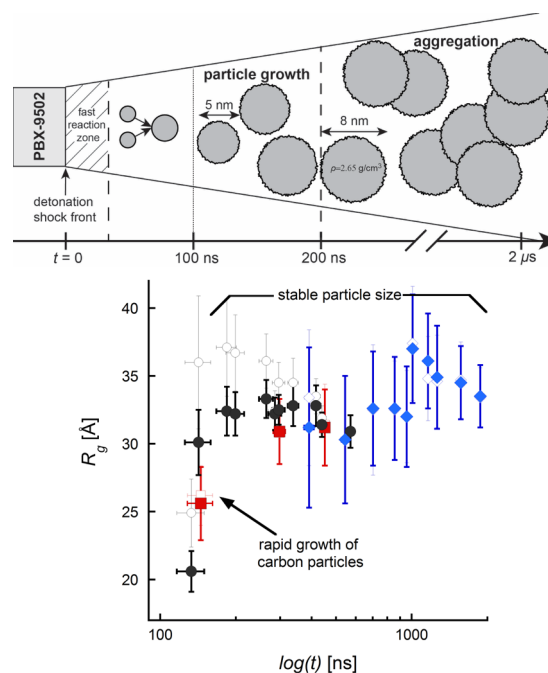 aggregation
particle growth
PBX-9502
fast
reaction
zone
5 nm
8 nm
ρ=2.65 g/cm³
detonation
shock front
t = 0
100 ns
200 ns
2 μs
stable particle size
40
35
30
25
20
Rg [Å]
rapid growth of
carbon particles
100
1000
log(t) [ns]